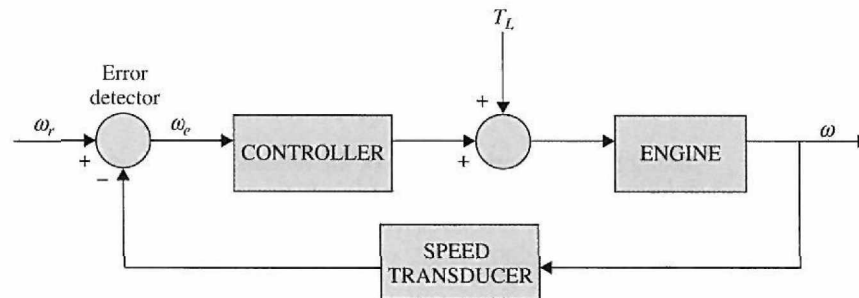 T_L
Error
detector
ω_r
ω_e
+
−
CONTROLLER
+
+
ENGINE
ω
SPEED
TRANSDUCER